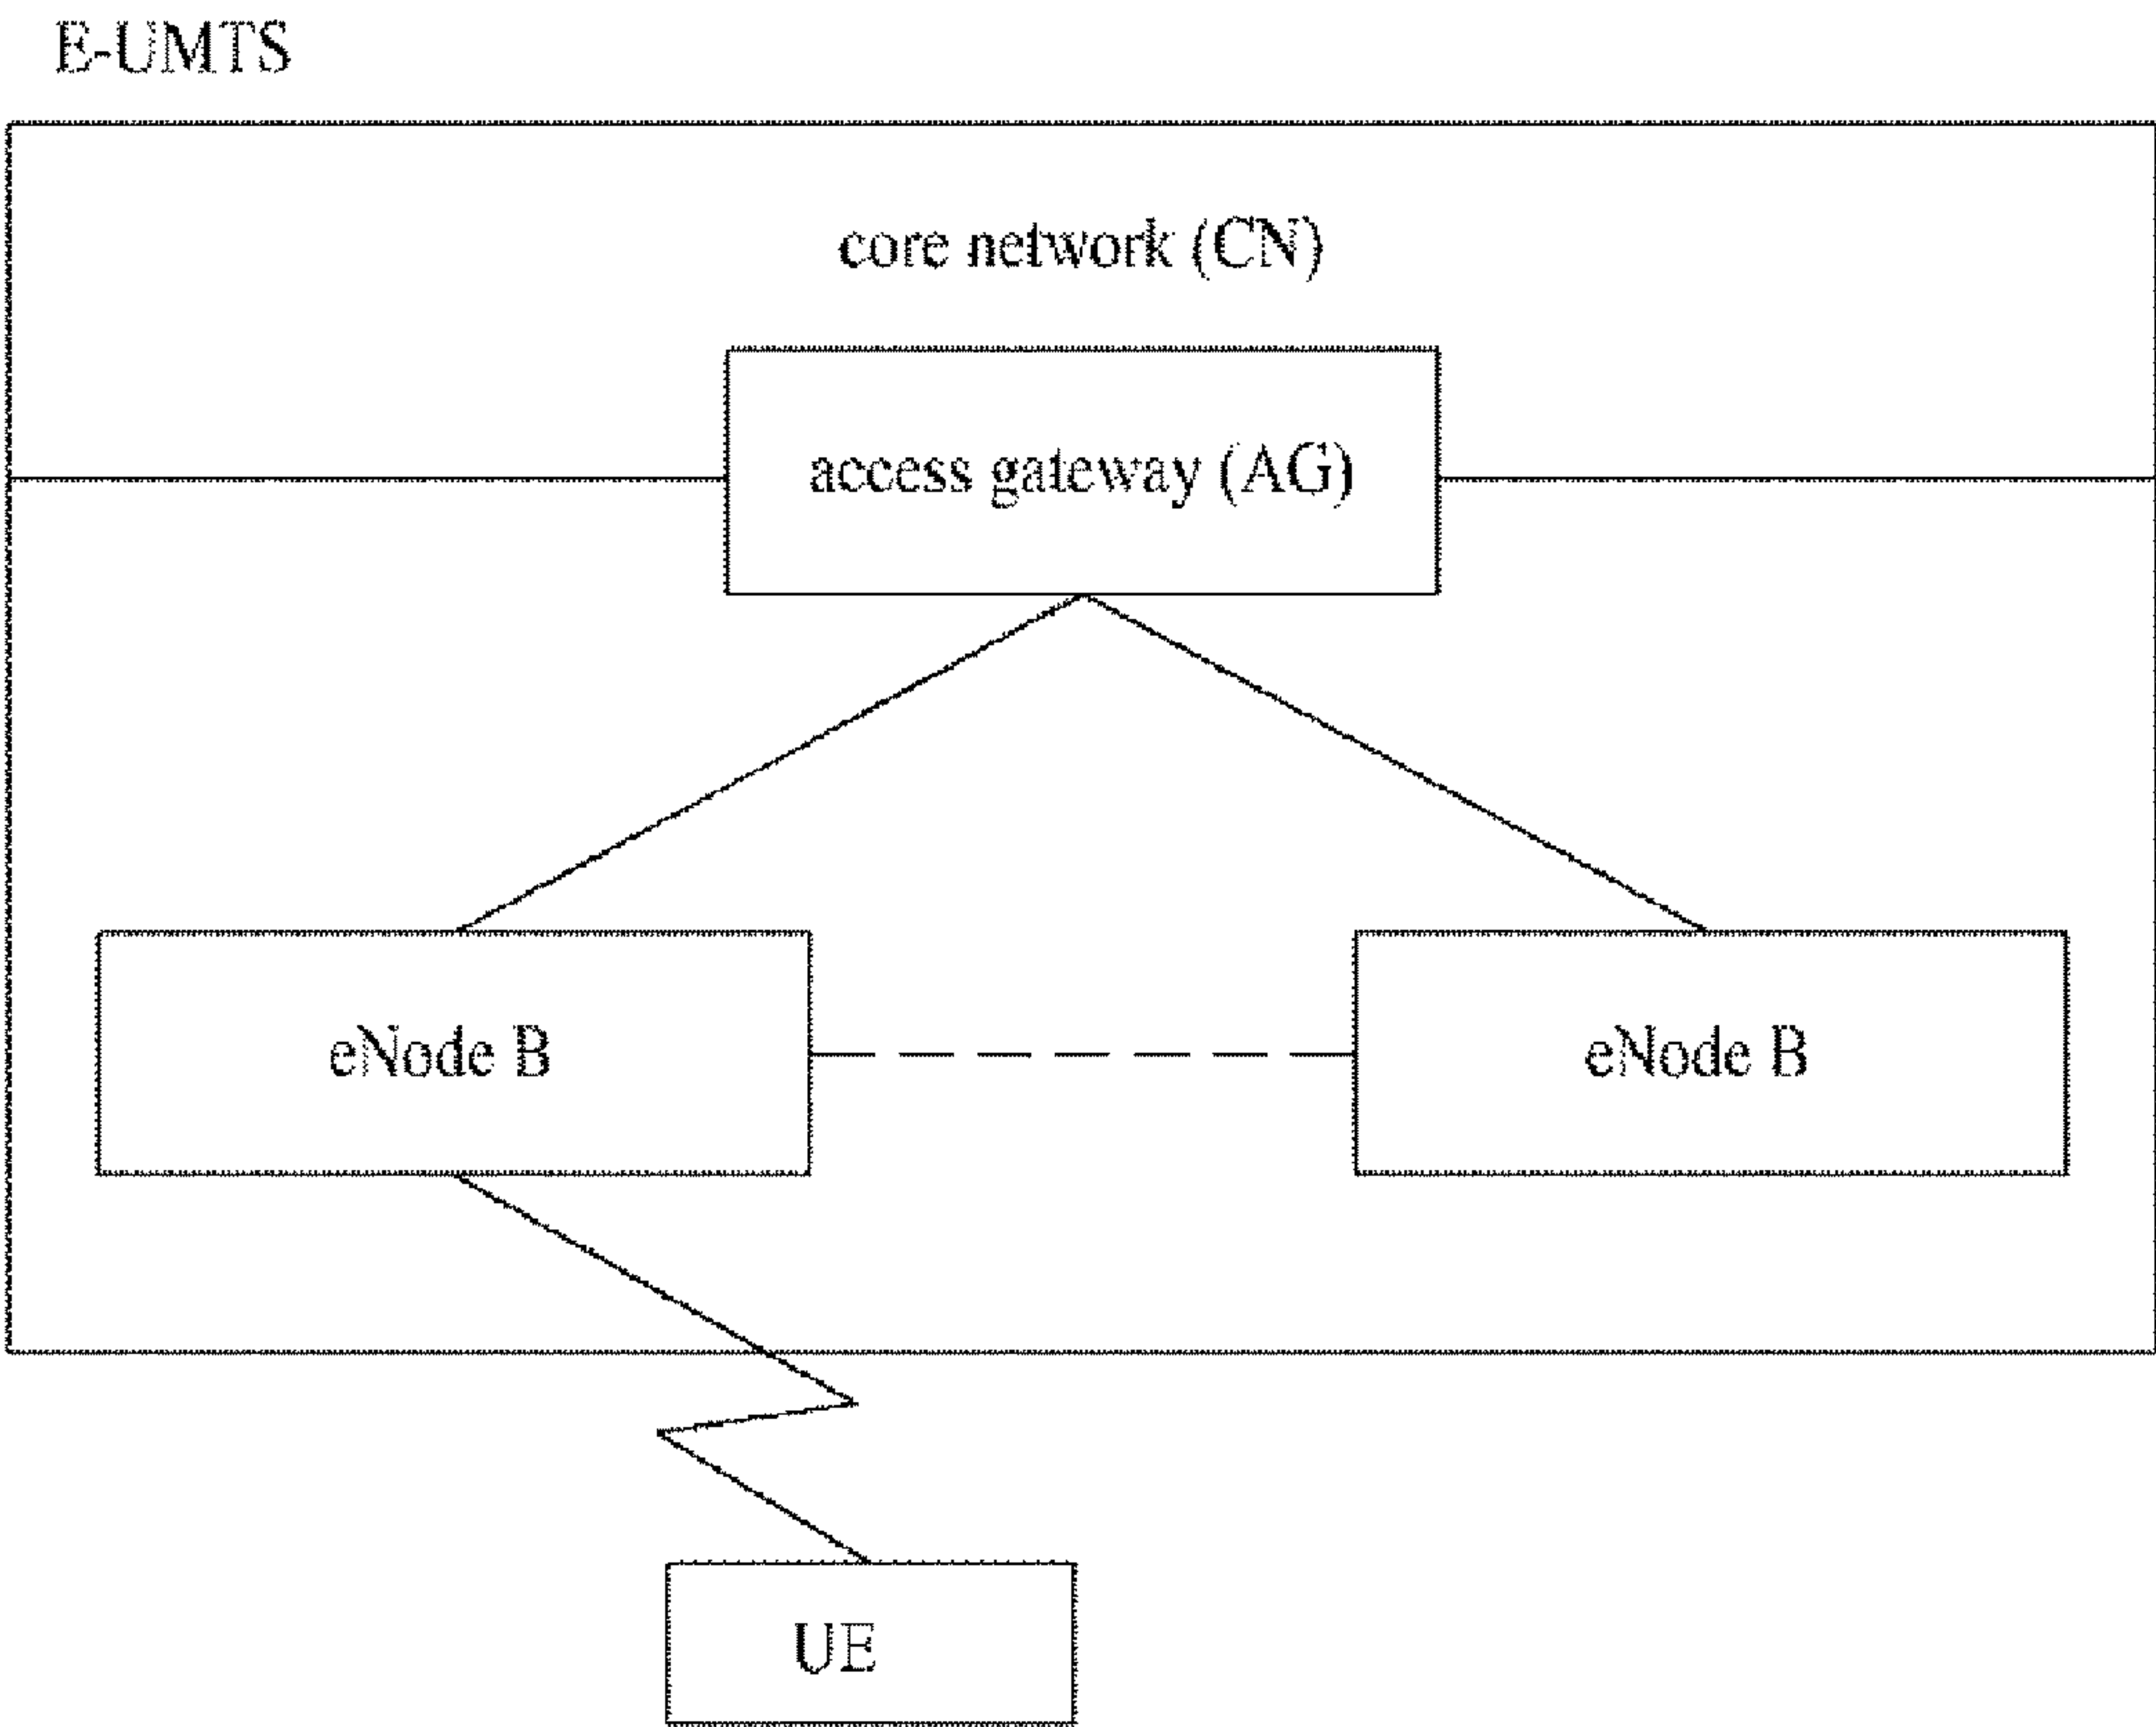 E-UMTS
core network (CN)
access gateway (AG)
eNode B
eNode B
UE